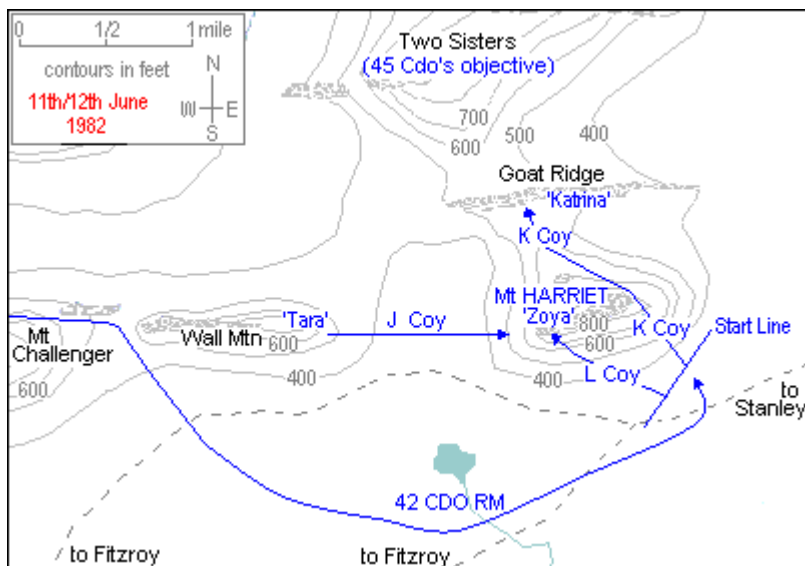 0 1/2 1 mile
contours in feet
11th/12th June
1982
N
W E
S
Two Sisters
(45 Cdo's objective)
700
600
500
400
Goat Ridge
'Katrina'
K Coy
Mt HARRIET
'Zoya'
800
600
400
K Coy
Start Line
L Coy
'Tara'
J Coy
Wall Mtn
600
400
Mt
Challenger
600
to
Stanley
42 CDO RM
to Fitzroy
to Fitzroy